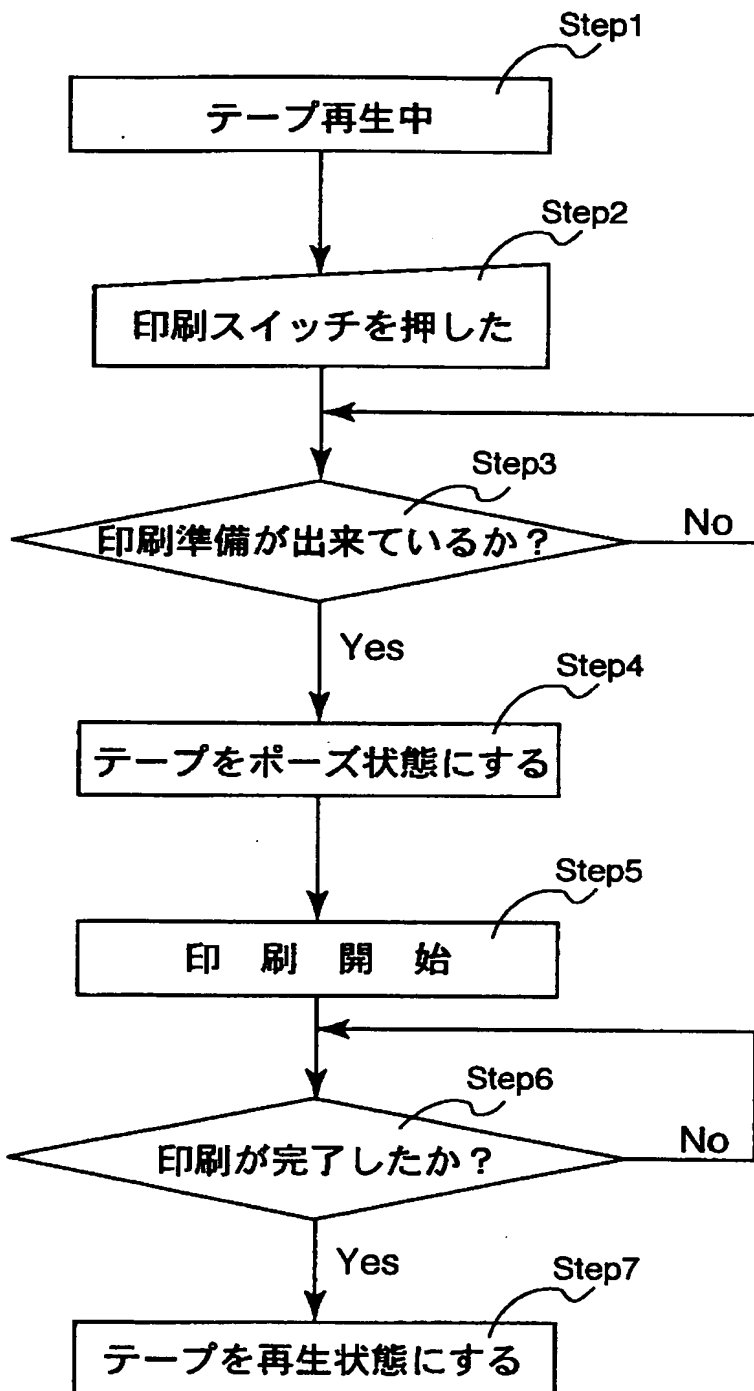 Step1
テープ再生中
Step2
印刷スイッチを押した
Step3
印刷準備が出来ているか？
No
Yes
Step4
テープをポーズ状態にする
Step5
印 刷 開 始
Step6
印刷が完了したか？
No
Yes
Step7
テープを再生状態にする